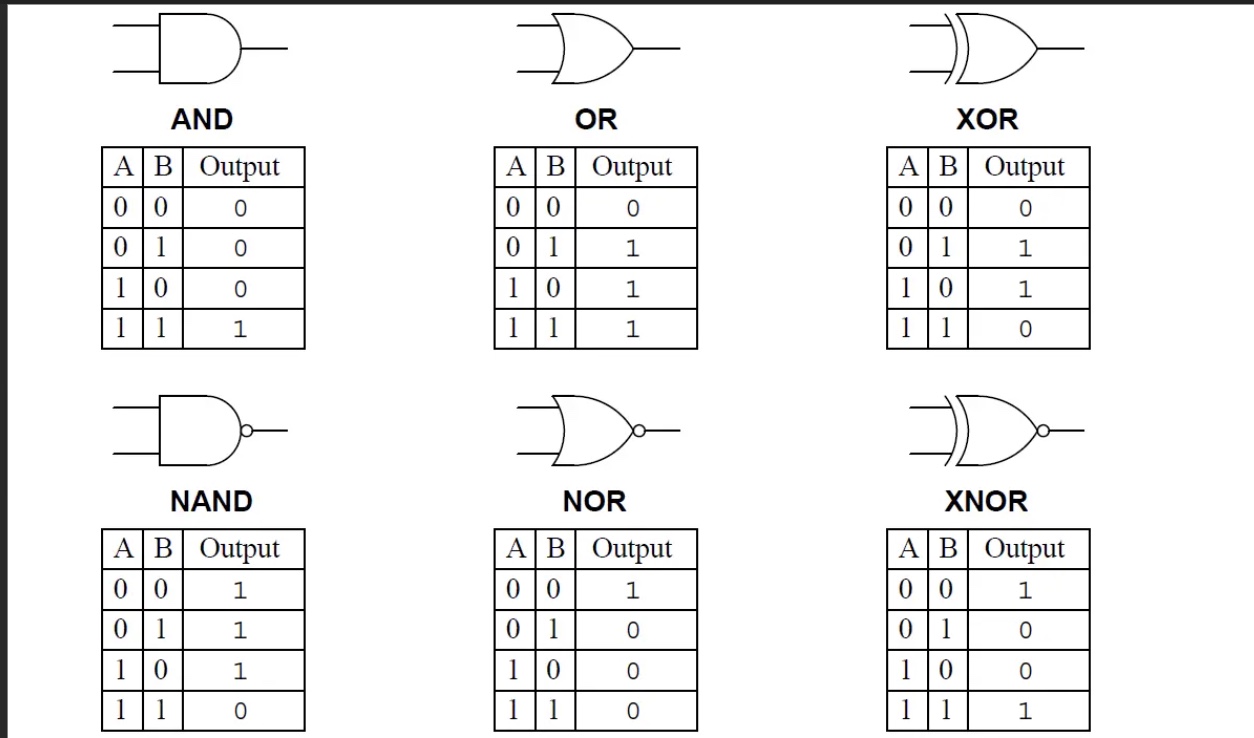 AND OR XOR
A B Output A B Output A B Output
0 0 0 0 0 0 0 0 0
0 1 0 0 1 1 0 1 1
1 0 0 1 0 1 1 0 1
1 1 1 1 1 1 1 1 0
NAND NOR XNOR
A B Output A B Output A B Output
0 0 1 0 0 1 0 0 1
0 1 1 0 1 0 0 1 0
1 0 1 1 0 0 1 0 0
1 1 0 1 1 0 1 1 1